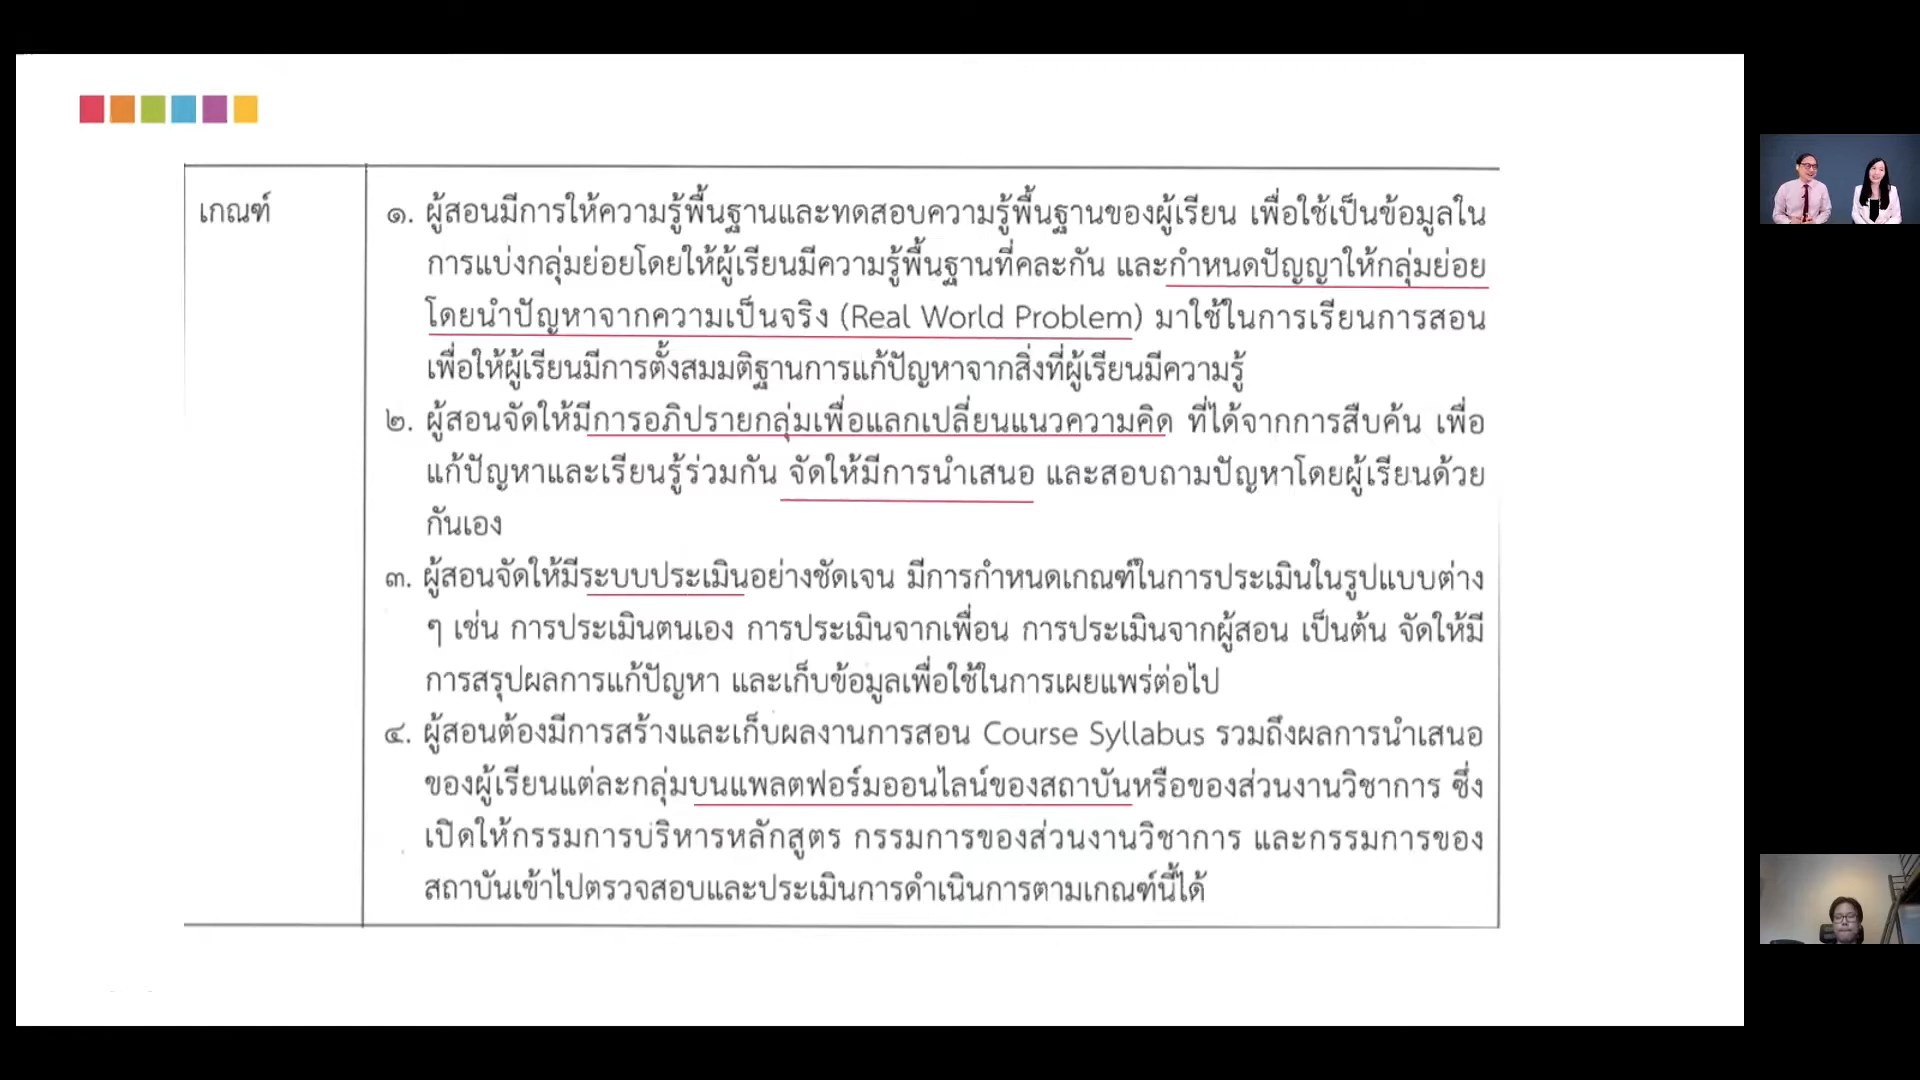 เกณฑ์
๑. ผู้สอนมีการให้ความรู้พื้นฐานและทดสอบความรู้พื้นฐานของผู้เรียน เพื่อใช้เป็นข้อมูลใน
การแบ่งกลุ่มย่อยโดยให้ผู้เรียนมีความรู้พื้นฐานที่คละกัน และกำหนดปัญญาให้กลุ่มย่อย
โดยนำปัญหาจากความเป็นจริง (Real World Problem) มาใช้ในการเรียนการสอน
เพื่อให้ผู้เรียนมีการตั้งสมมติฐานการแก้ปัญหาจากสิ่งที่ผู้เรียนมีความรู้
๒. ผู้สอนจัดให้มีการอภิปรายกลุ่มเพื่อแลกเปลี่ยนแนวความคิด ที่ได้จากการสืบค้น เพื่อ
แก้ปัญหาและเรียนรู้ร่วมกัน จัดให้มีการนำเสนอ และสอบถามปัญหาโดยผู้เรียนด้วย
กันเอง
๓. ผู้สอนจัดให้มีระบบประเมินอย่างชัดเจน มีการกำหนดเกณฑ์ในการประเมินในรูปแบบต่าง
ๆ เช่น การประเมินตนเอง การประเมินจากเพื่อน การประเมินจากผู้สอน เป็นต้น จัดให้มี
การสรุปผลการแก้ปัญหา และเก็บข้อมูลเพื่อใช้ในการเผยแพร่ต่อไป
๔. ผู้สอนต้องมีการสร้างและเก็บผลงานการสอน Course Syllabus รวมถึงผลการนำเสนอ
ของผู้เรียนแต่ละกลุ่มบนแพลตฟอร์มออนไลน์ของสถาบันหรือของส่วนงานวิชาการ ซึ่ง
เปิดให้กรรมการบริหารหลักสูตร กรรมการของส่วนงานวิชาการ และกรรมการของ
สถาบันเข้าไปตรวจสอบและประเมินการดำเนินการตามเกณฑ์นี้ได้